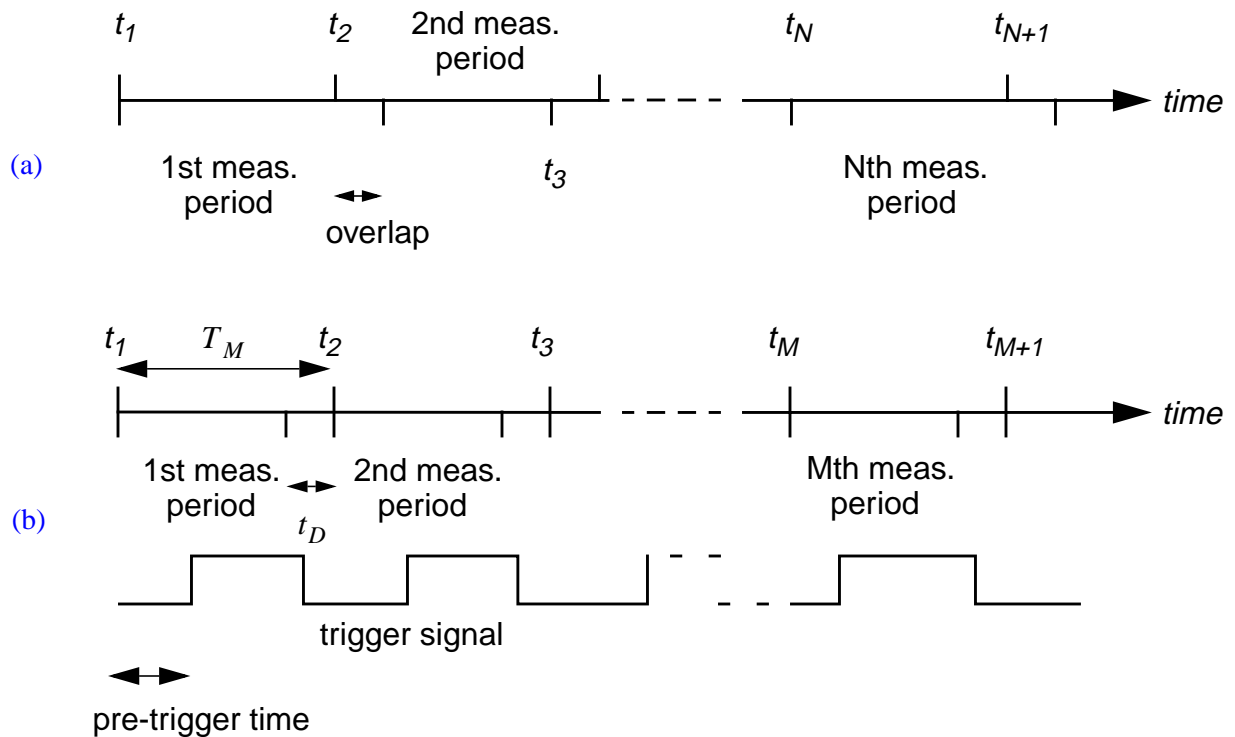 t1
t2
2nd meas.
period
tN
tN+1
time
(a)
1st meas.
period
t3
Nth meas.
period
overlap
t1
TM
t2
t3
tM
tM+1
time
1st meas.
period
2nd meas.
period
Mth meas.
period
(b)
tD
trigger signal
pre-trigger time